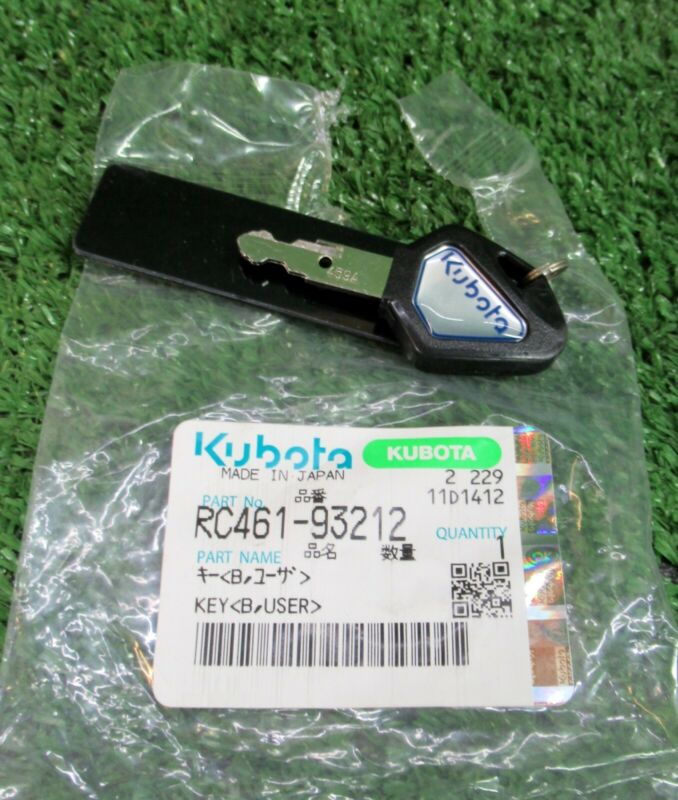 Kubota
459A
Kubota KUBOTA
MADE IN JAPAN 2 229
PART No. 品番 11D1412
RC461-93212
QUANTITY
品名 数量 1
PART NAME
キー<B,ユーザ>
KEY<B,USER>